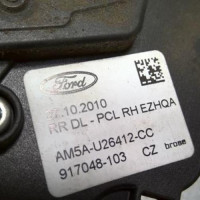 Ford
.10.2010
RR DL - PCL RH EZHQA
AM5A-U26412-CC
917048-103 CZ brose